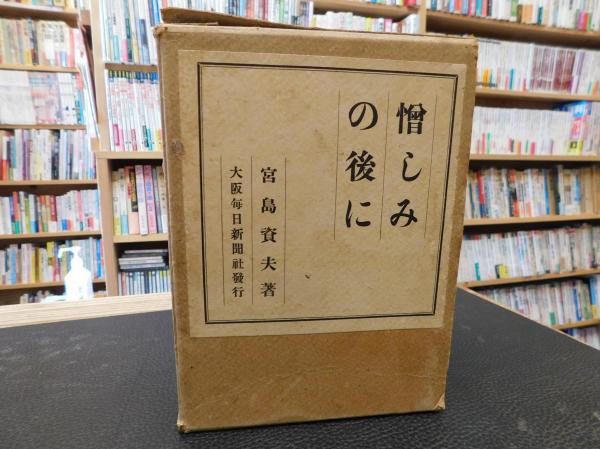 憎しみ
の後に
宮島資夫著
大阪每日新聞社發行